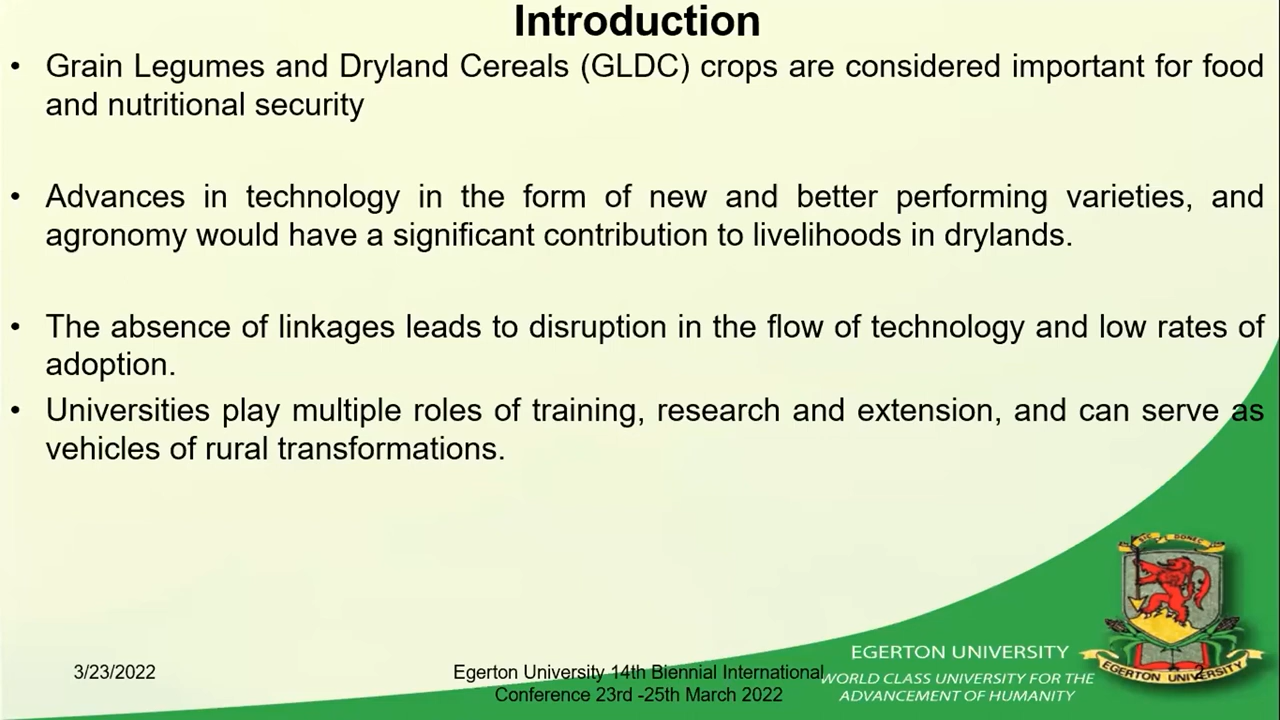 Introduction
• Grain Legumes and Dryland Cereals (GLDC) crops are considered important for food
and nutritional security
• Advances in technology in the form of new and better performing varieties, and
agronomy would have a significant contribution to livelihoods in drylands.
• The absence of linkages leads to disruption in the flow of technology and low rates of
adoption.
• Universities play multiple roles of training, research and extension, and can serve as
vehicles of rural transformations.
SIC DONEC
EGERTON UNIVERSITY
3/23/2022
Egerton University 14th Biennial International
Conference 23rd -25th March 2022
EGERTON UNIVERSITY
WORLD CLASS UNIVERSITY FOR THE
ADVANCEMENT OF HUMANITY
2